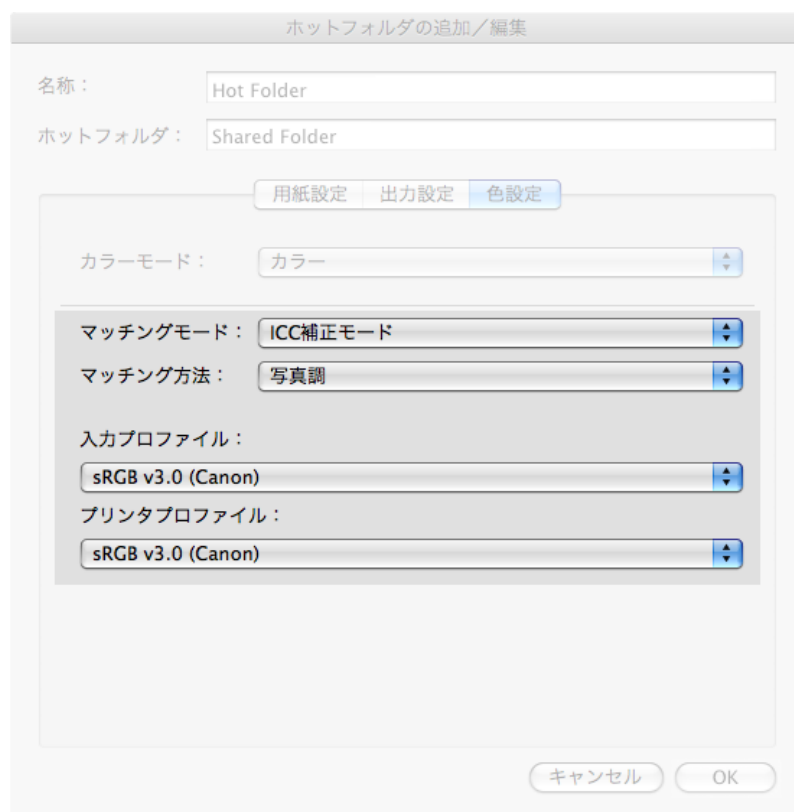 ホットフォルダの追加／編集
名称： Hot Folder
ホットフォルダ： Shared Folder
用紙設定 出力設定 色設定
カラーモード： カラー
マッチングモード： ICC補正モード
マッチング方法： 写真調
入力プロファイル：
sRGB v3.0 (Canon)
プリンタプロファイル：
sRGB v3.0 (Canon)
キャンセル OK